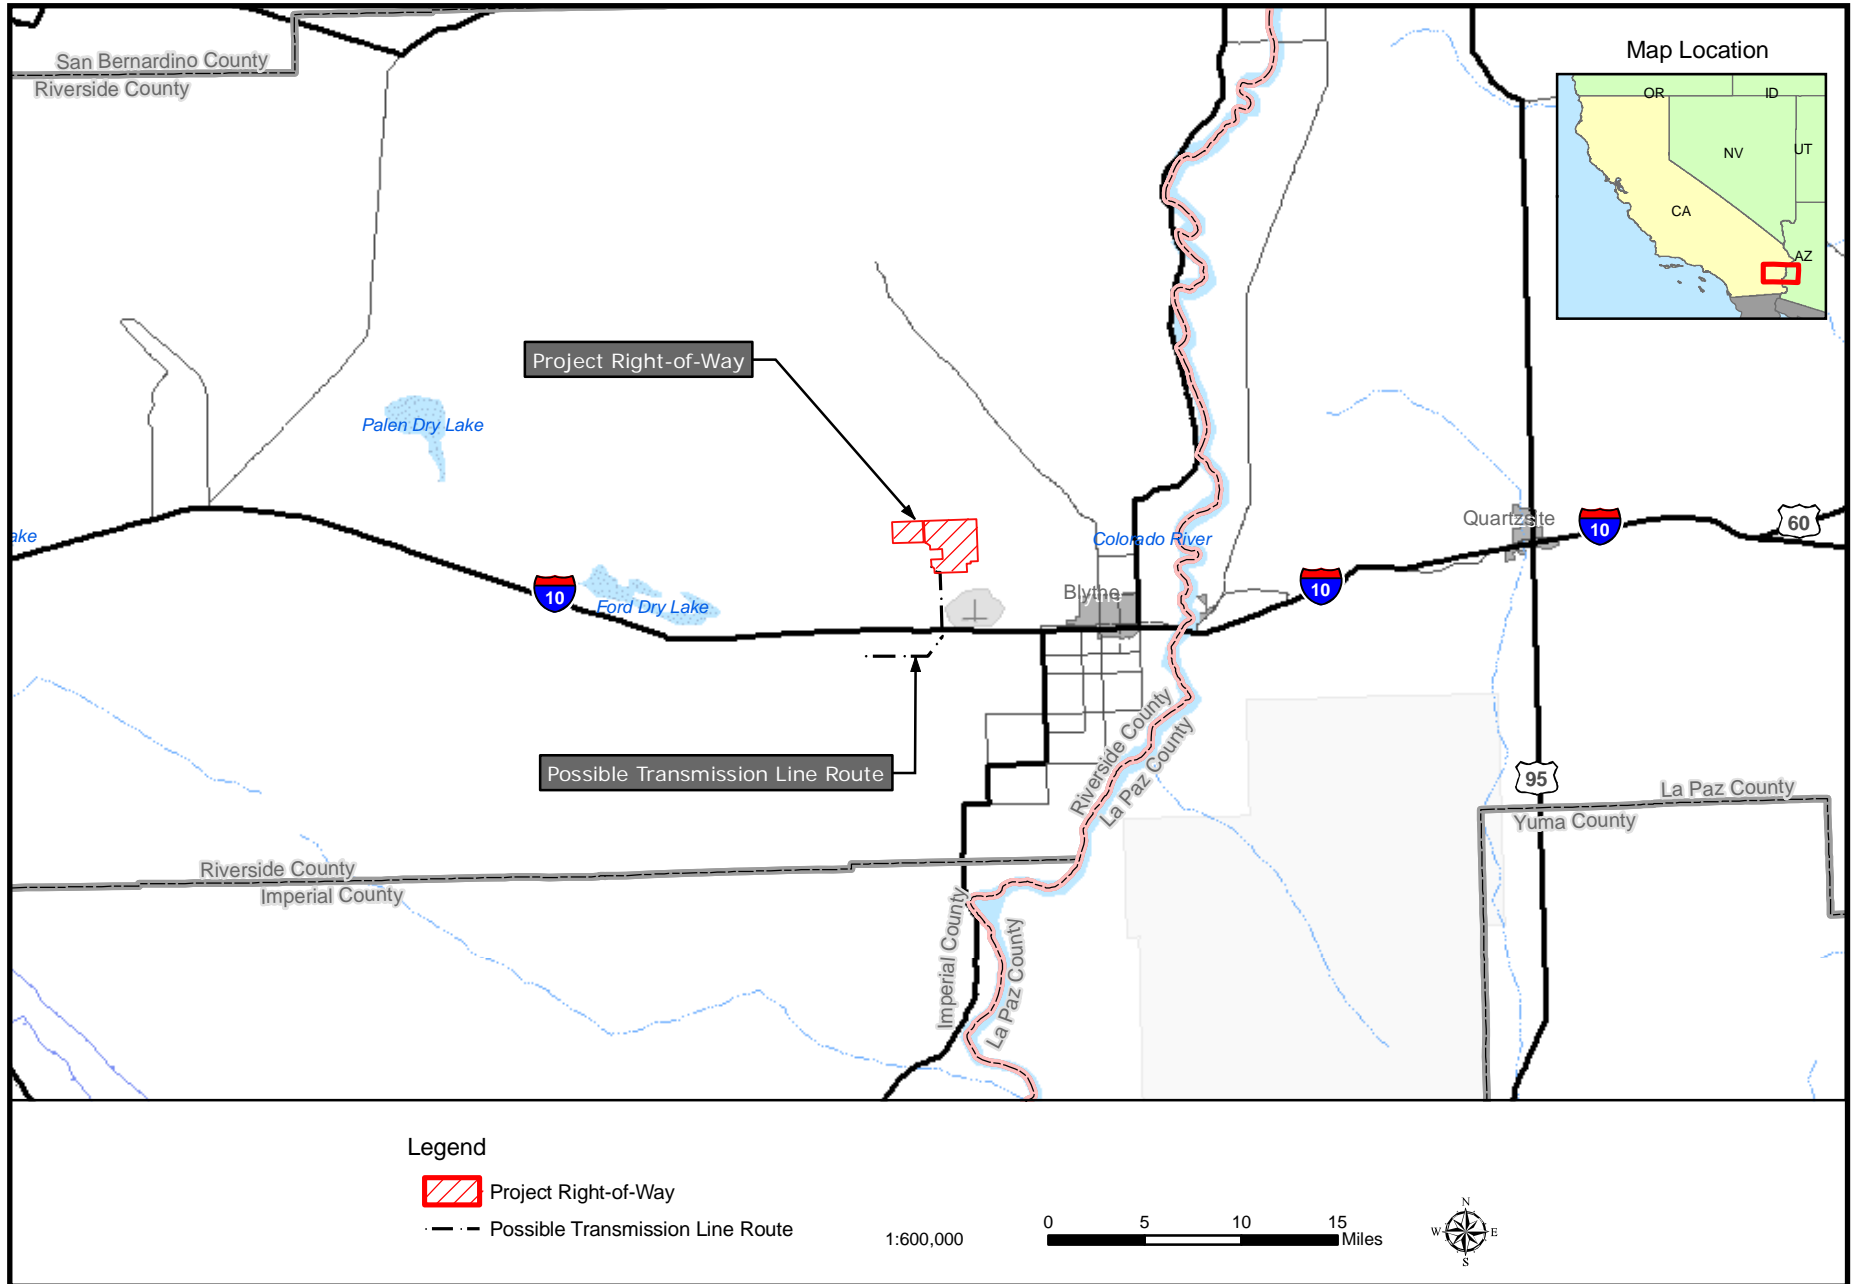 San Bernardino County
Riverside County
Map Location
OR
ID
NV
UT
CA
AZ
Project Right-of-Way
Palen Dry Lake
ake
Colorado River
Quartzsite
10
60
10
Ford Dry Lake
Blythe
10
Possible Transmission Line Route
Riverside County
La Paz County
95
La Paz County
Yuma County
Riverside County
Imperial County
Imperial County
La Paz County
Legend
Project Right-of-Way
Possible Transmission Line Route
1:600,000
0 5 10 15
Miles
N
W E
S